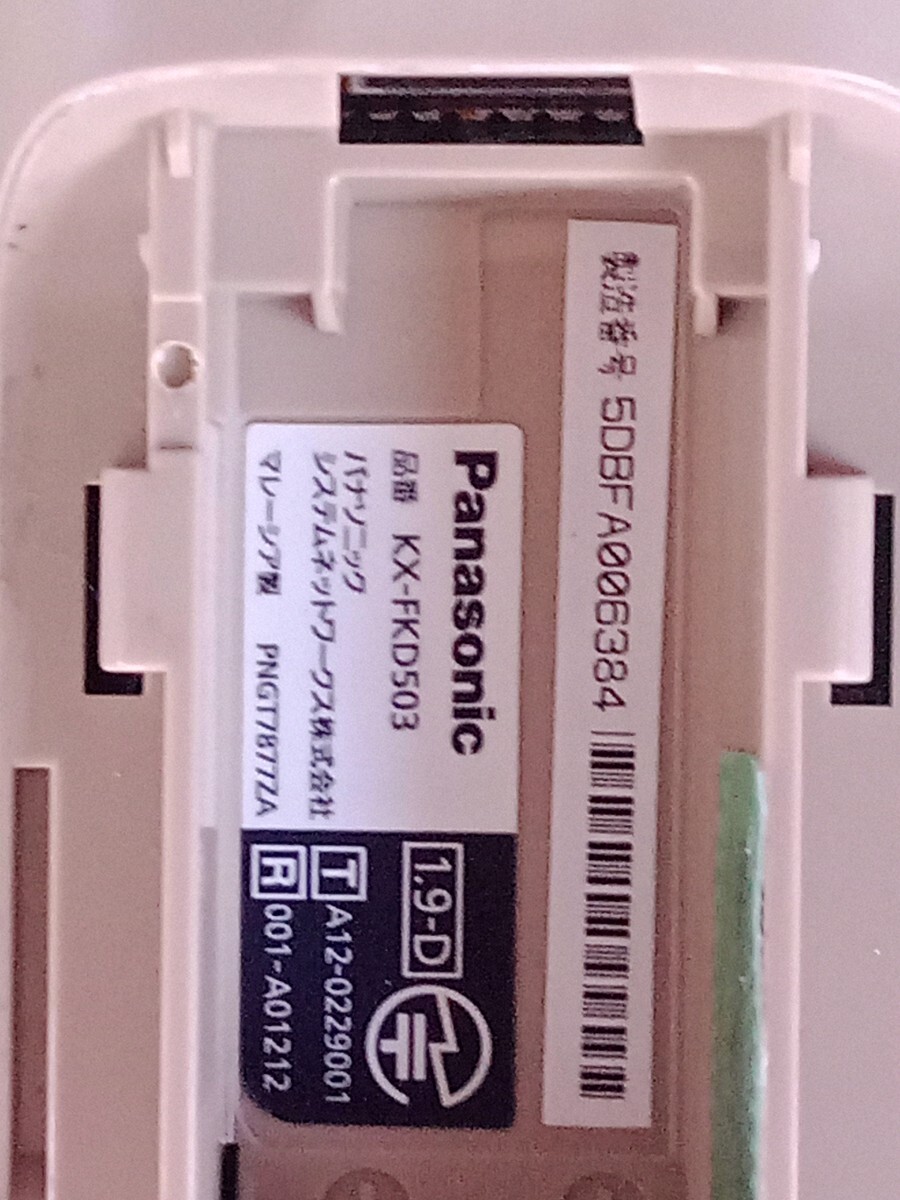 製造番号 5DBFA006384
Panasonic
品番 KX-FKD503
パナソニック
システムネットワークス株式会社
マレーシア製 PNGT7877ZA
1.9-D
T A12-0229001
R 001-A01212